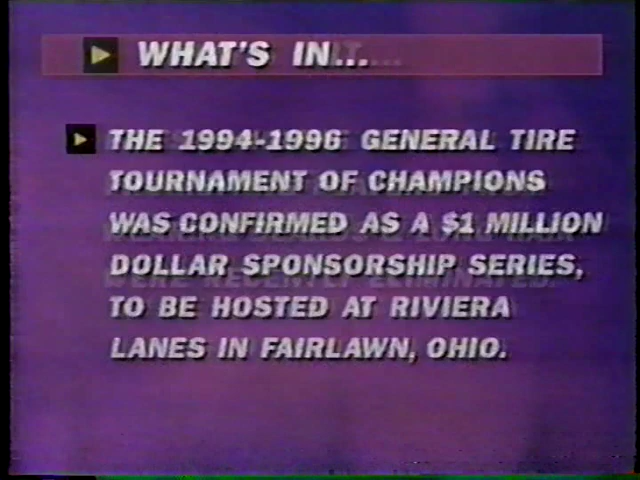 WHAT'S IN...
THE 1994-1996 GENERAL TIRE
TOURNAMENT OF CHAMPIONS
WAS CONFIRMED AS A $1 MILLION
DOLLAR SPONSORSHIP SERIES,
TO BE HOSTED AT RIVIERA
LANES IN FAIRLAWN, OHIO.